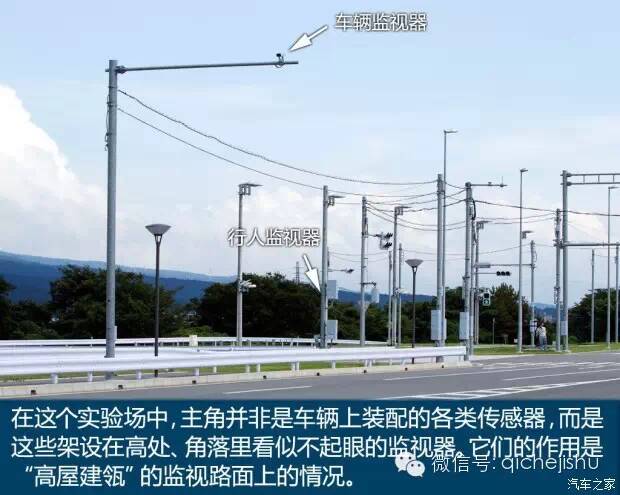 车辆监视器
行人监视器
在这个实验场中，主角并非是车辆上装配的各类传感器，而是
这些架设在高处、角落里看似不起眼的监视器。它们的作用是
“高屋建瓴”的监视路面上的情况。
微信号: qichejishu
汽车之家